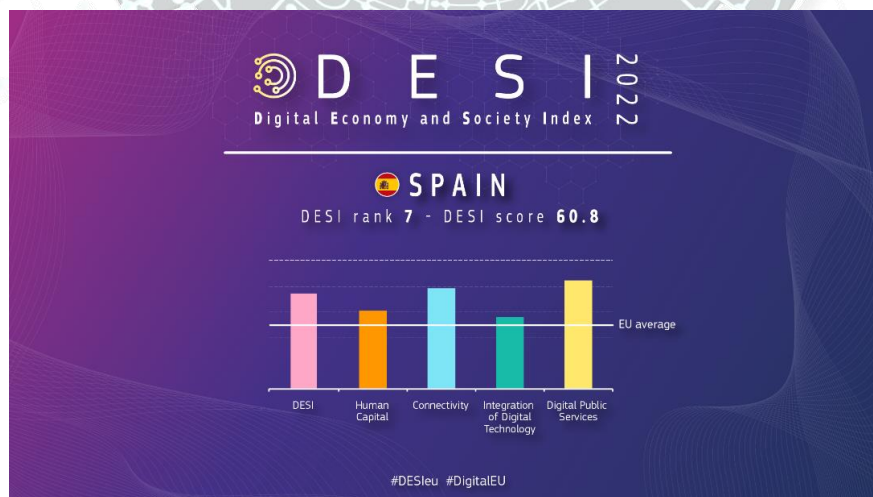 DESI 2022
Digital Economy and Society Index
SPAIN
DESI rank 7 - DESI score 60.8
EU average
DESI
Human Capital
Connectivity
Integration of Digital Technology
Digital Public Services
#DESIeu #DigitalEU